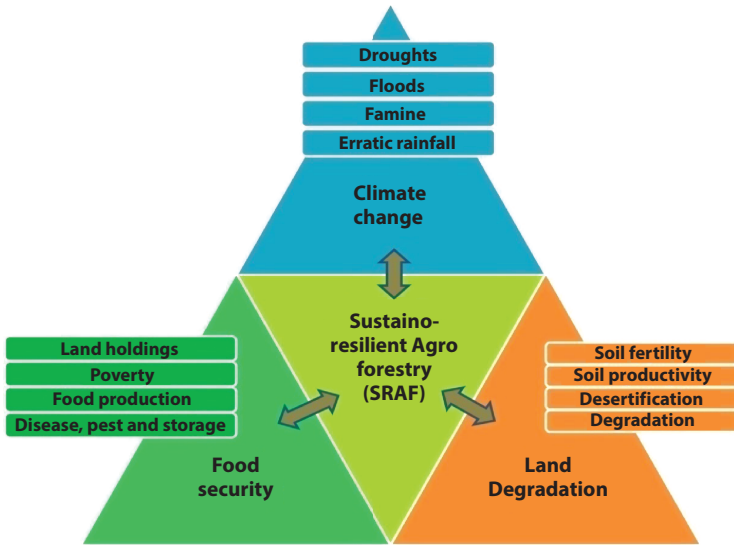 Droughts
Floods
Famine
Erratic rainfall
Climate
change
Sustaino-
resilient Agro
forestry
(SRAF)
Land holdings
Poverty
Food production
Disease, pest and storage
Food
security
Soil fertility
Soil productivity
Desertification
Degradation
Land
Degradation